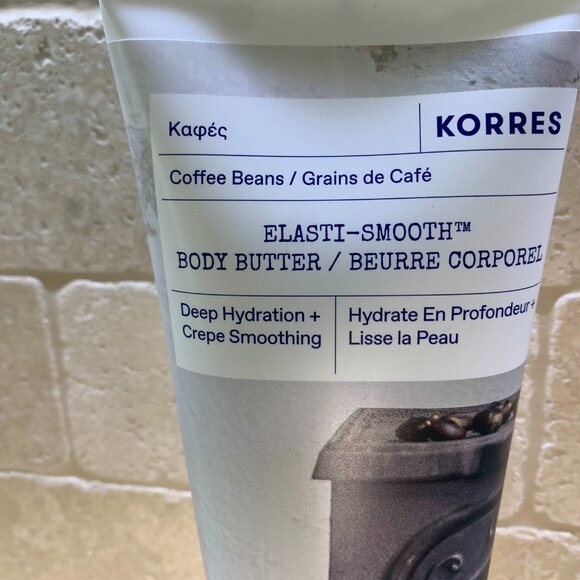 Καφές
KORRES
Coffee Beans / Grains de Café
ELASTI-SMOOTH™
BODY BUTTER / BEURRE CORPOREL
Deep Hydration +
Crepe Smoothing
Hydrate En Profondeur +
Lisse la Peau